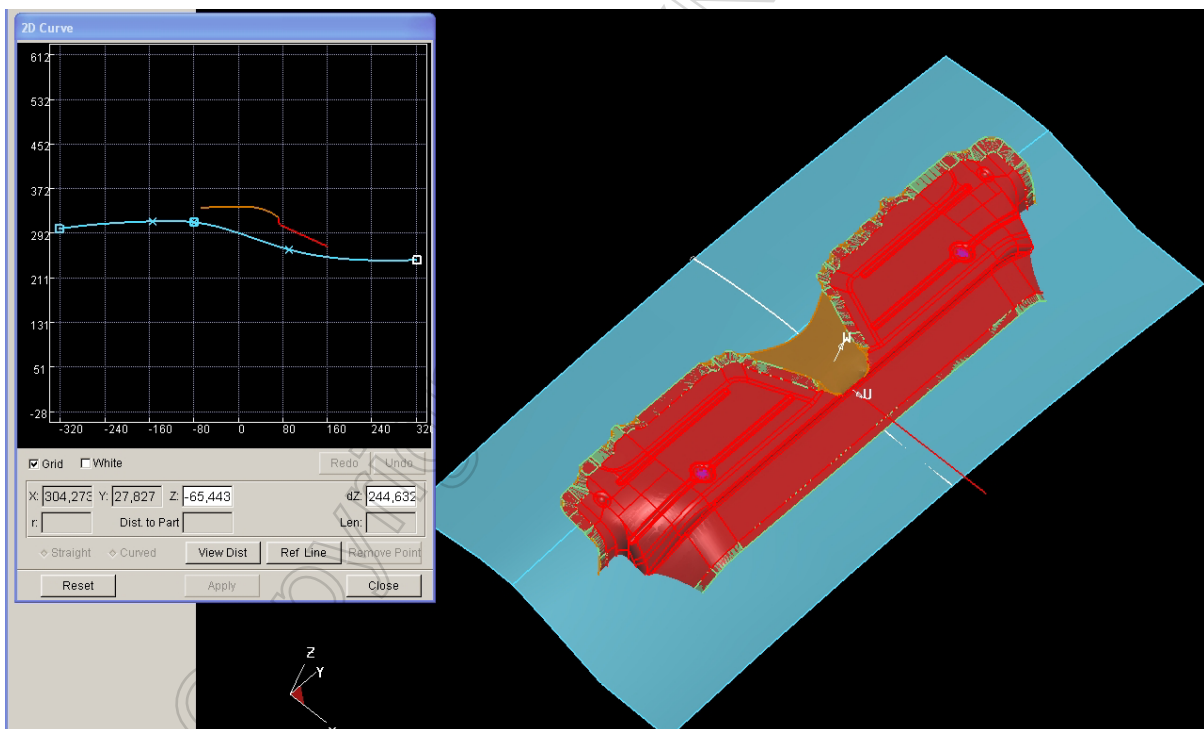 2D Curve
612
532
452
372
292
211
131
51
-28
-320 -240 -160 -80 0 80 160 240 320
Grid White Redo Undo
X: 304,273 Y: 27,827 Z: -65,443 dZ: 244,632
r: Dist. to Part Len:
Straight Curved View Dist Ref Line Remove Point
Reset Apply Close
W
U
Z
Y